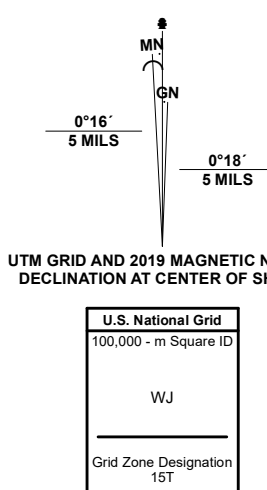 MN
GN
0°16´
5 MILS
0°18´
5 MILS
UTM GRID AND 2019 MAGNETIC N
DECLINATION AT CENTER OF SH
U.S. National Grid
100,000 - m Square ID
WJ
Grid Zone Designation
15T